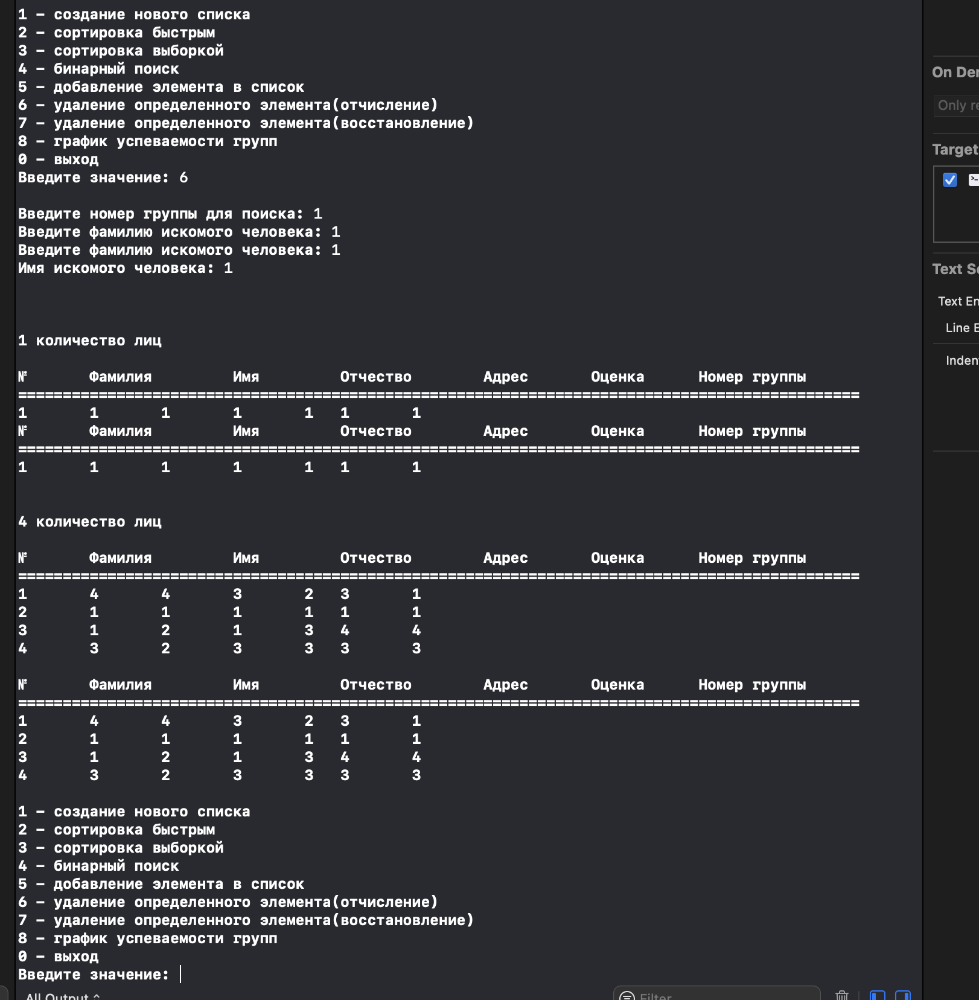 1 – создание нового списка
2 – сортировка быстрым
3 – сортировка выборкой
4 – бинарный поиск
5 – добавление элемента в список
6 – удаление определенного элемента(отчисление)
7 – удаление определенного элемента(восстановление)
8 – график успеваемости групп
0 – выход
Введите значение: 6
Введите номер группы для поиска: 1
Введите фамилию искомого человека: 1
Введите фамилию искомого человека: 1
Имя искомого человека: 1
1 количество лиц
№ Фамилия Имя Отчество Адрес Оценка Номер группы
==============================================================================================
1 1 1 1 1 1 1
№ Фамилия Имя Отчество Адрес Оценка Номер группы
==============================================================================================
1 1 1 1 1 1 1
4 количество лиц
№ Фамилия Имя Отчество Адрес Оценка Номер группы
==============================================================================================
1 4 4 3 2 3 1
2 1 1 1 1 1 1
3 1 2 1 3 4 4
4 3 2 3 3 3 3
№ Фамилия Имя Отчество Адрес Оценка Номер группы
==============================================================================================
1 4 4 3 2 3 1
2 1 1 1 1 1 1
3 1 2 1 3 4 4
4 3 2 3 3 3 3
1 – создание нового списка
2 – сортировка быстрым
3 – сортировка выборкой
4 – бинарный поиск
5 – добавление элемента в список
6 – удаление определенного элемента(отчисление)
7 – удаление определенного элемента(восстановление)
8 – график успеваемости групп
0 – выход
Введите значение:
All Output
Filter
On
Only
Target
Text
Text
Line